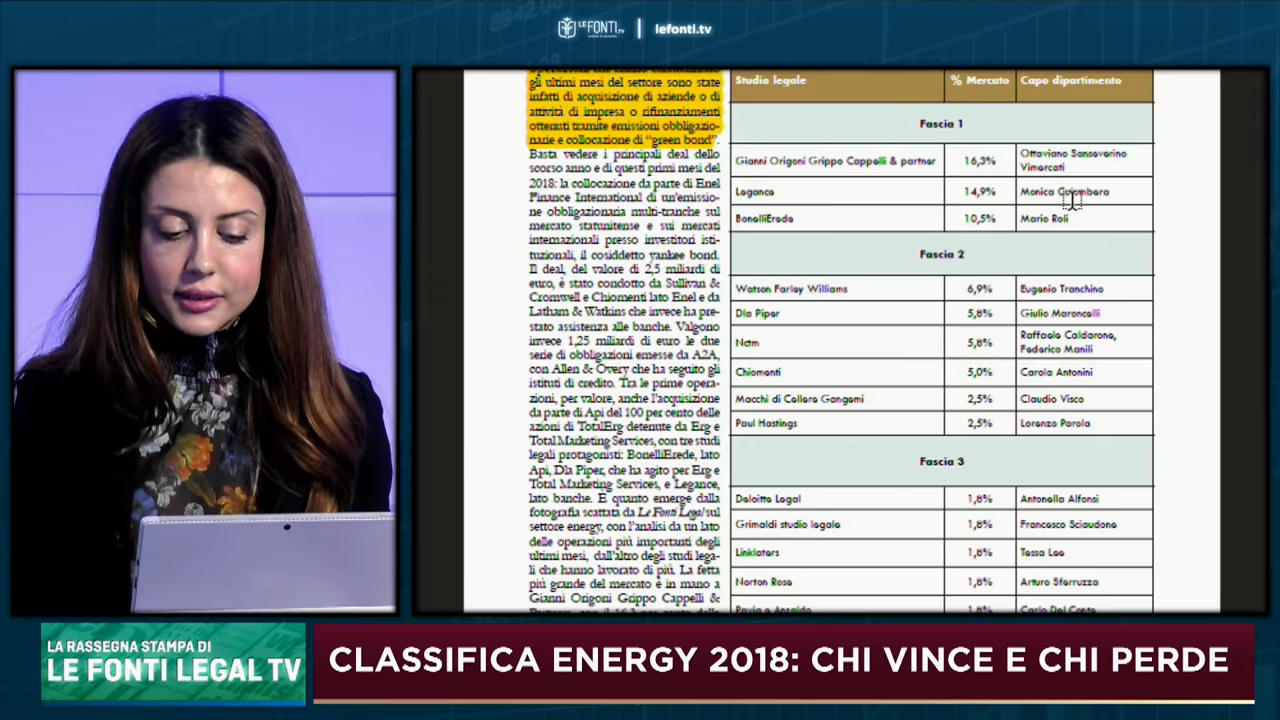 LE FONTI TV
lefonti.tv
gli ultimi mesi del settore sono state
infatti di acquisizione di aziende o di
attività di impresa o rifinanziamenti
ottenuti tramite emissioni obbligazio-
narie e collocazione di “green bond”.
Basta vedere i principali deal dello
scorso anno e di questi primi mesi del
2018: la collocazione da parte di Enel
Finance International di un'emissio-
ne obbligazionaria multi-tranche sul
mercato statunitense e sui mercati
internazionali presso investitori isti-
tuzionali, il cosiddetto yankee bond.
Il deal, del valore di 2,5 miliardi di
euro, è stato condotto da Sullivan &
Cromwell e Chiomenti lato Enel e da
Latham & Watkins che invece ha pre-
stato assistenza alle banche. Valgono
invece 1,25 miliardi di euro le due
serie di obbligazioni emesse da A2A,
con Allen & Overy che ha seguito gli
istituti di credito. Tra le prime opera-
zioni, per valore, anche l'acquisizione
da parte di Api del 100 per cento delle
azioni di TotalErg detenute da Erg e
Total Marketing Services, con tre studi
legali protagonisti: BonelliErede, lato
Api, Dla Piper, che ha agito per Erg e
Total Marketing Services, e Legance,
lato banche. È quanto emerge dalla
fotografia scattata da Le Fonti Legal sul
settore energy, con l'analisi da un lato
delle operazioni più importanti degli
ultimi mesi, dall'altro degli studi lega-
li che hanno lavorato di più. La fetta
più grande del mercato è in mano a
Gianni Origoni Grippo Cappelli &
Studio legale % Mercato Capo dipartimento
Fascia 1
Gianni Origoni Grippo Cappelli & partner 16,3% Ottaviano Sanseverino
Vimercati
Legance 14,9% Monica
BonelliErede 10,5% Mario Roli
Fascia 2
Watson Farley Williams 6,9% Eugenio Tranchino
Dla Piper 5,8% Giulio Maroncelli
Nctm 5,8% Raffaele Caldarone,
Federico Manili
Chiomenti 5,0% Carola Antonini
Macchi di Cellere Gangemi 2,5% Claudio Visco
Paul Hastings 2,5% Lorenzo Parola
Fascia 3
Deloitte Legal 1,8% Antonella Alfonsi
Grimaldi studio legale 1,8% Francesco Sciaudone
Linklaters 1,8% Tessa Lee
Norton Rose 1,8% Arturo Sferruzza
Pavia e Ansaldo 1,8% Carlo Del Conte
LA RASSEGNA STAMPA DI
LE FONTI LEGAL TV
CLASSIFICA ENERGY 2018: CHI VINCE E CHI PERDE